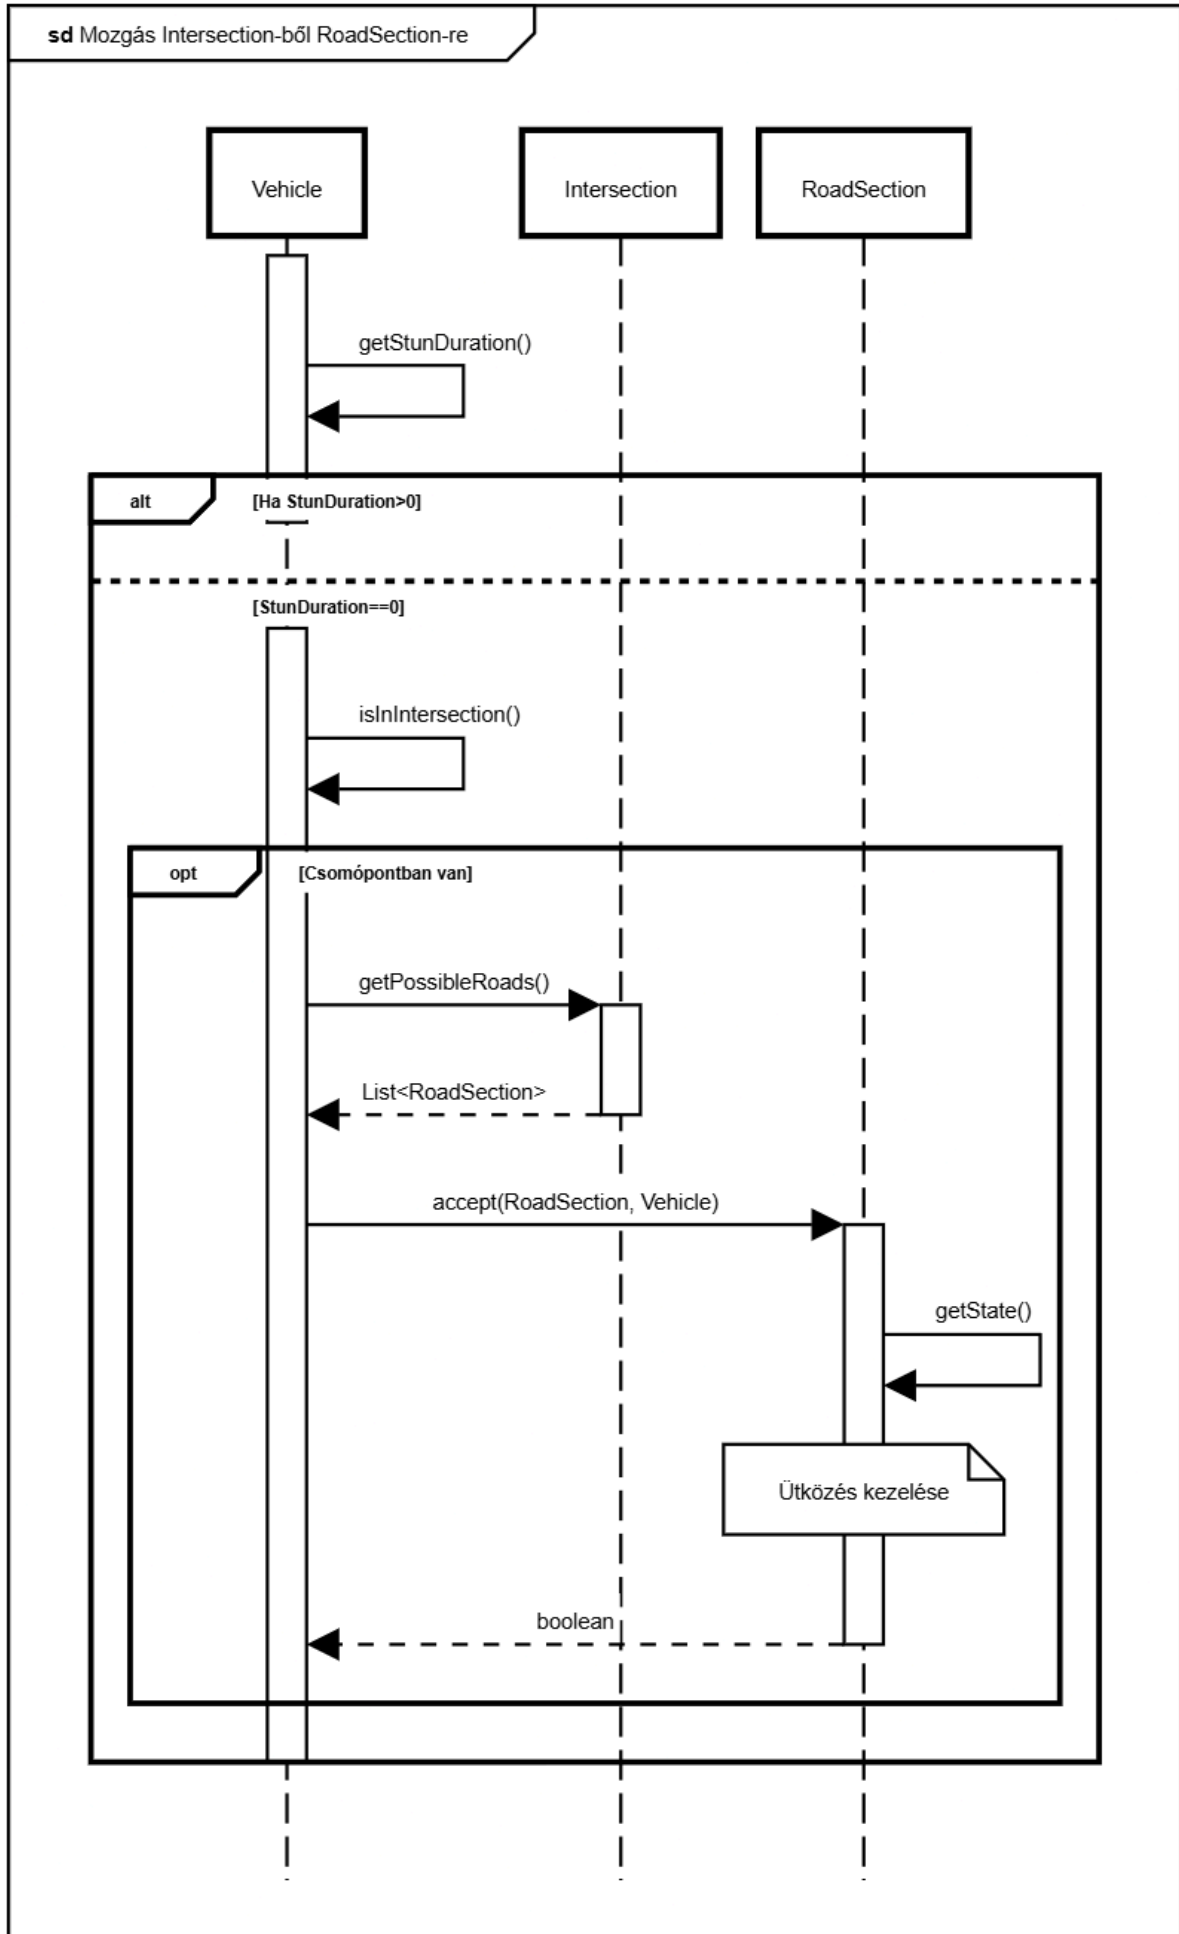 sd Mozgás Intersection-ből RoadSection-re
Vehicle
Intersection
RoadSection
getStunDuration()
alt
[Ha StunDuration>0]
[StunDuration==0]
isInIntersection()
opt
[Csomópontban van]
getPossibleRoads()
List<RoadSection>
accept(RoadSection, Vehicle)
getState()
Ütközés kezelése
boolean